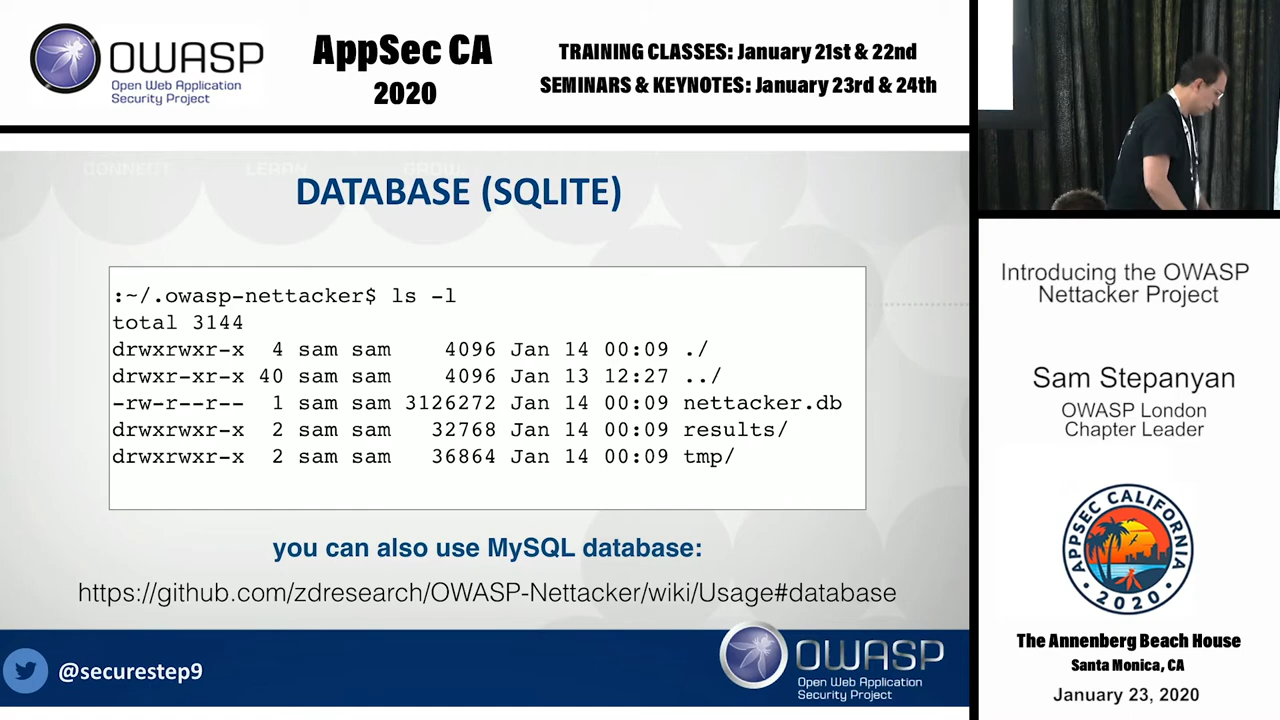 OWASP
Open Web Application
Security Project
AppSec CA
2020
TRAINING CLASSES: January 21st & 22nd
SEMINARS & KEYNOTES: January 23rd & 24th
CONNECT LEARN GROW
DATABASE (SQLITE)
:~/.owasp-nettacker$ ls -l
total 3144
drwxrwxr-x 4 sam sam 4096 Jan 14 00:09 ./
drwxr-xr-x 40 sam sam 4096 Jan 13 12:27 ../
-rw-r--r-- 1 sam sam 3126272 Jan 14 00:09 nettacker.db
drwxrwxr-x 2 sam sam 32768 Jan 14 00:09 results/
drwxrwxr-x 2 sam sam 36864 Jan 14 00:09 tmp/
you can also use MySQL database:
https://github.com/zdresearch/OWASP-Nettacker/wiki/Usage#database
@securestep9
OWASP
Open Web Application
Security Project
Introducing the OWASP
Nettacker Project
Sam Stepanyan
OWASP London
Chapter Leader
APPSEC CALIFORNIA
2020
The Annenberg Beach House
Santa Monica, CA
January 23, 2020